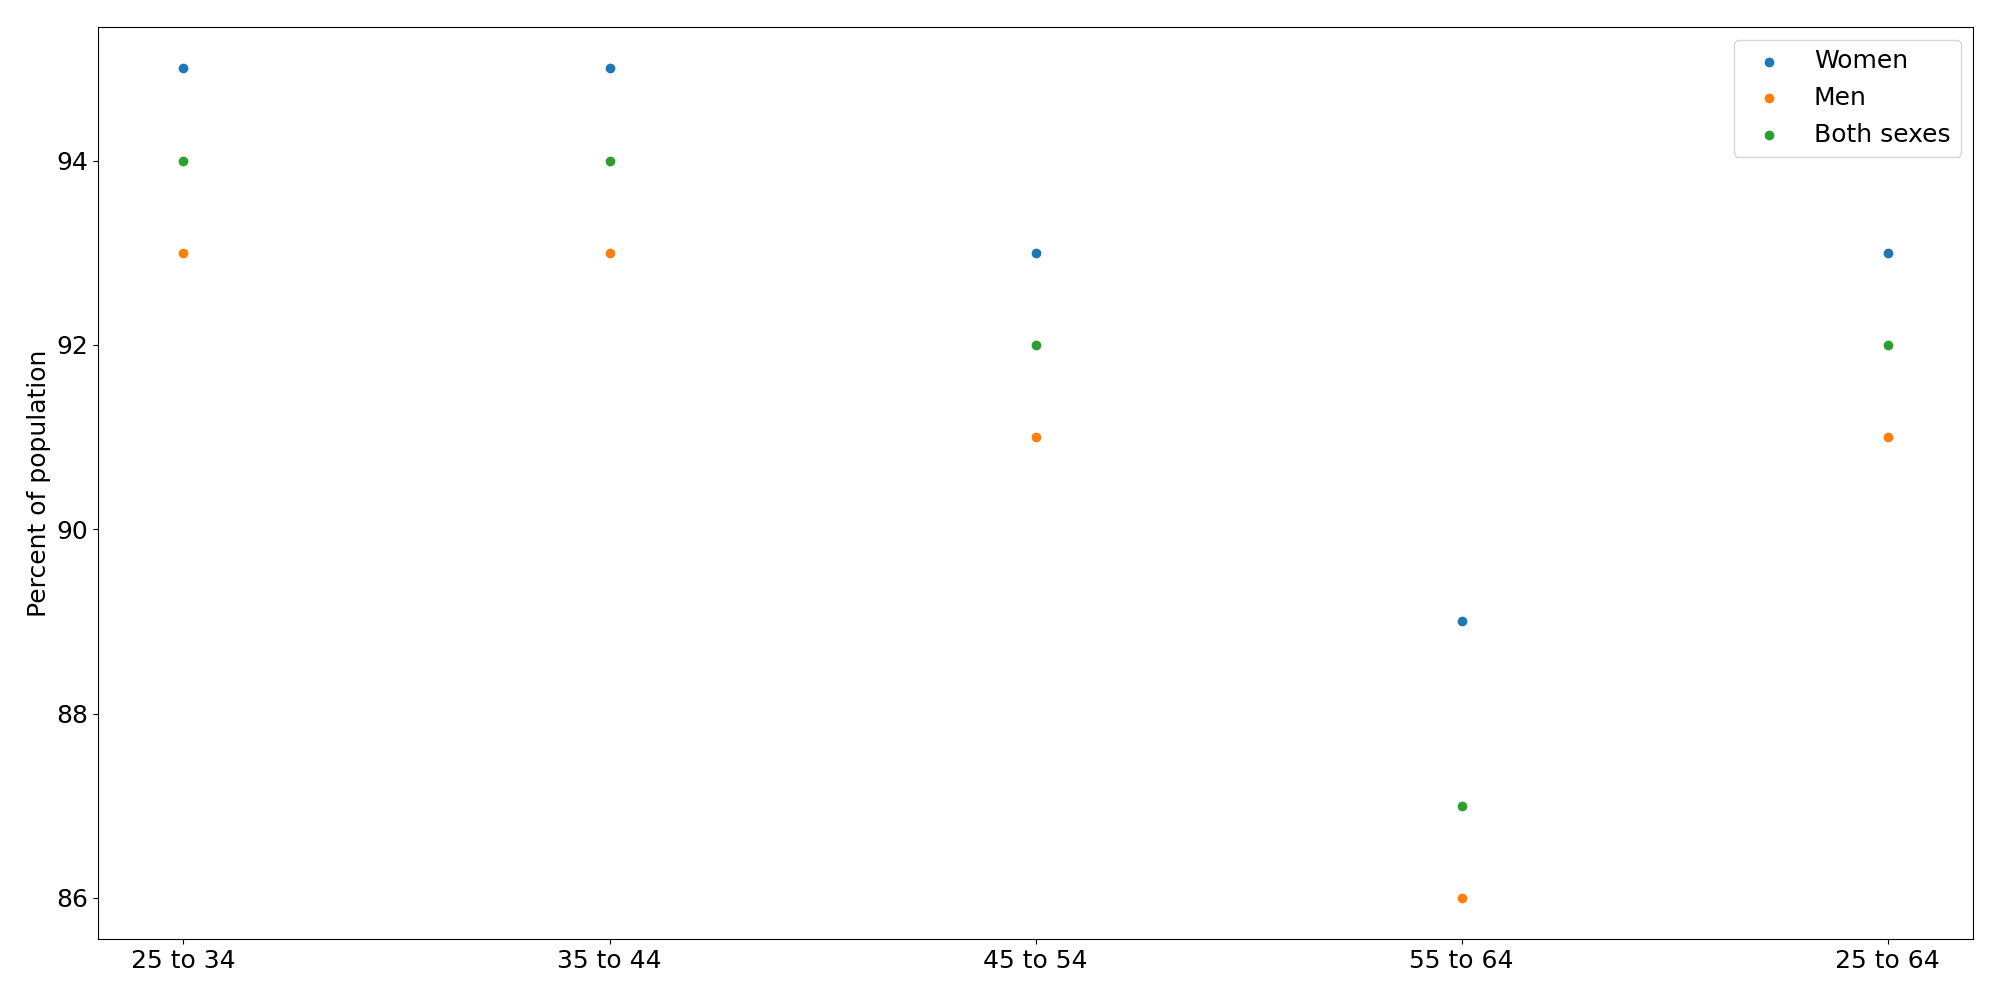 Women
Men
Both sexes
94
92
90
88
86
Percent of population
25 to 34
35 to 44
45 to 54
55 to 64
25 to 64